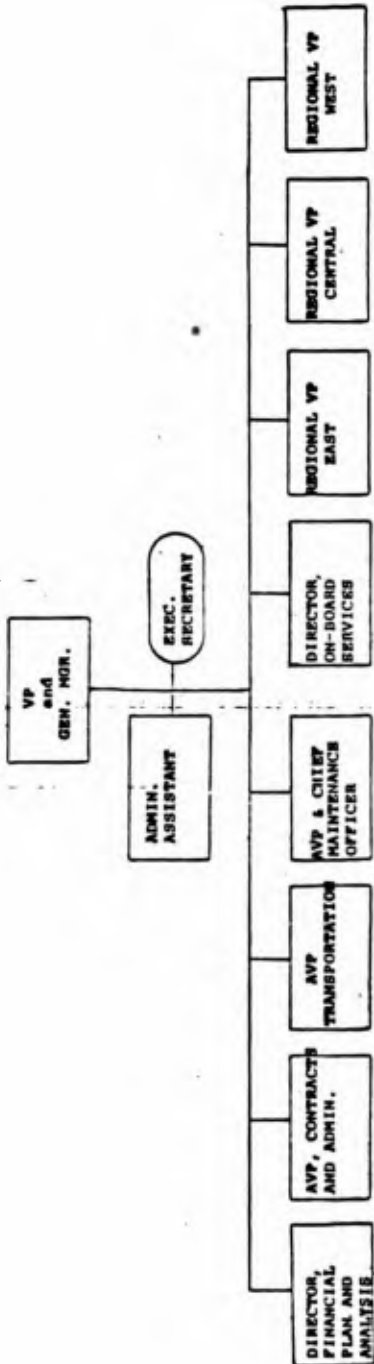 VP
and
GEN. MGR.
ADMIN.
ASSISTANT
EXEC.
SECRETARY
DIRECTOR,
FINANCIAL
PLAN. AND
ANALYSIS
AVP, CONTRACTS
AND ADMIN.
AVP
TRANSPORTATION
AVP & CHIEF
MAINTENANCE
OFFICER
DIRECTOR,
ON-BOARD
SERVICES
REGIONAL VP
EAST
REGIONAL VP
CENTRAL
REGIONAL VP
WEST